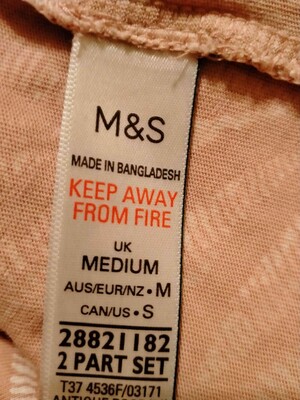 M&S
MADE IN BANGLADESH
KEEP AWAY
FROM FIRE
UK
MEDIUM
AUS/EUR/NZ • M
CAN/US • S
28821182
2 PART SET
T37 4536F/03171